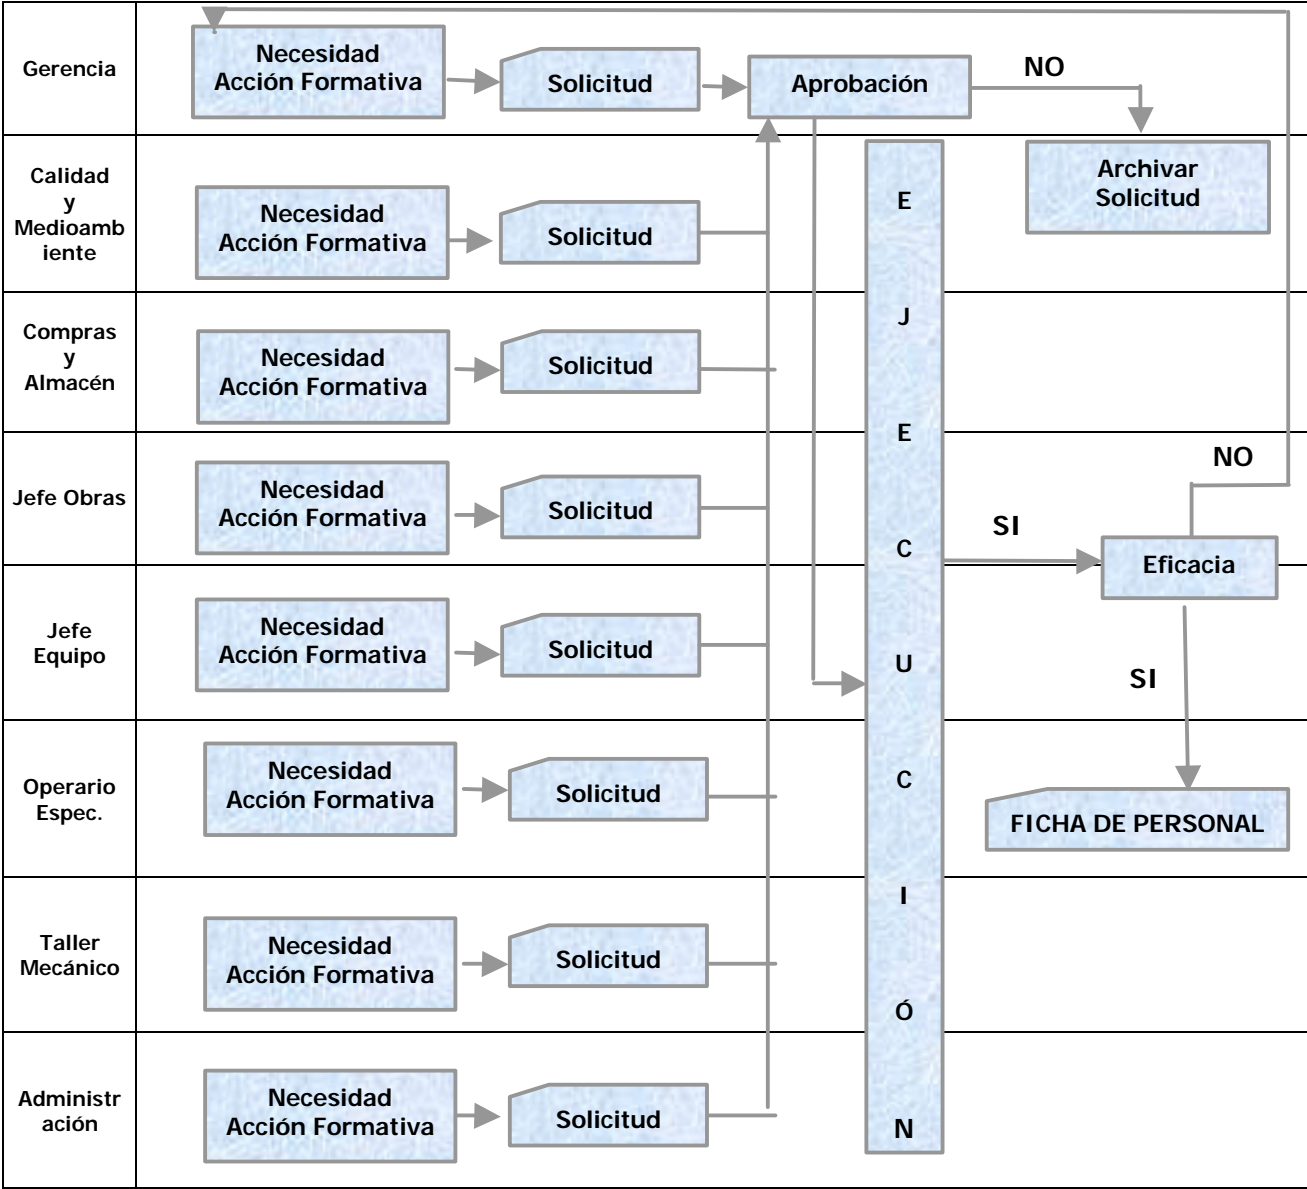 Gerencia
Necesidad
Acción Formativa
Solicitud
Aprobación
NO
Calidad
y
Medioamb
iente
Necesidad
Acción Formativa
Solicitud
Archivar
Solicitud
Compras
y
Almacén
Necesidad
Acción Formativa
Solicitud
Jefe Obras
Necesidad
Acción Formativa
Solicitud
SI
NO
Eficacia
Jefe
Equipo
Necesidad
Acción Formativa
Solicitud
SI
Operario
Espec.
Necesidad
Acción Formativa
Solicitud
FICHA DE PERSONAL
Taller
Mecánico
Necesidad
Acción Formativa
Solicitud
Administr
ación
Necesidad
Acción Formativa
Solicitud
E
J
E
C
U
C
I
Ó
N